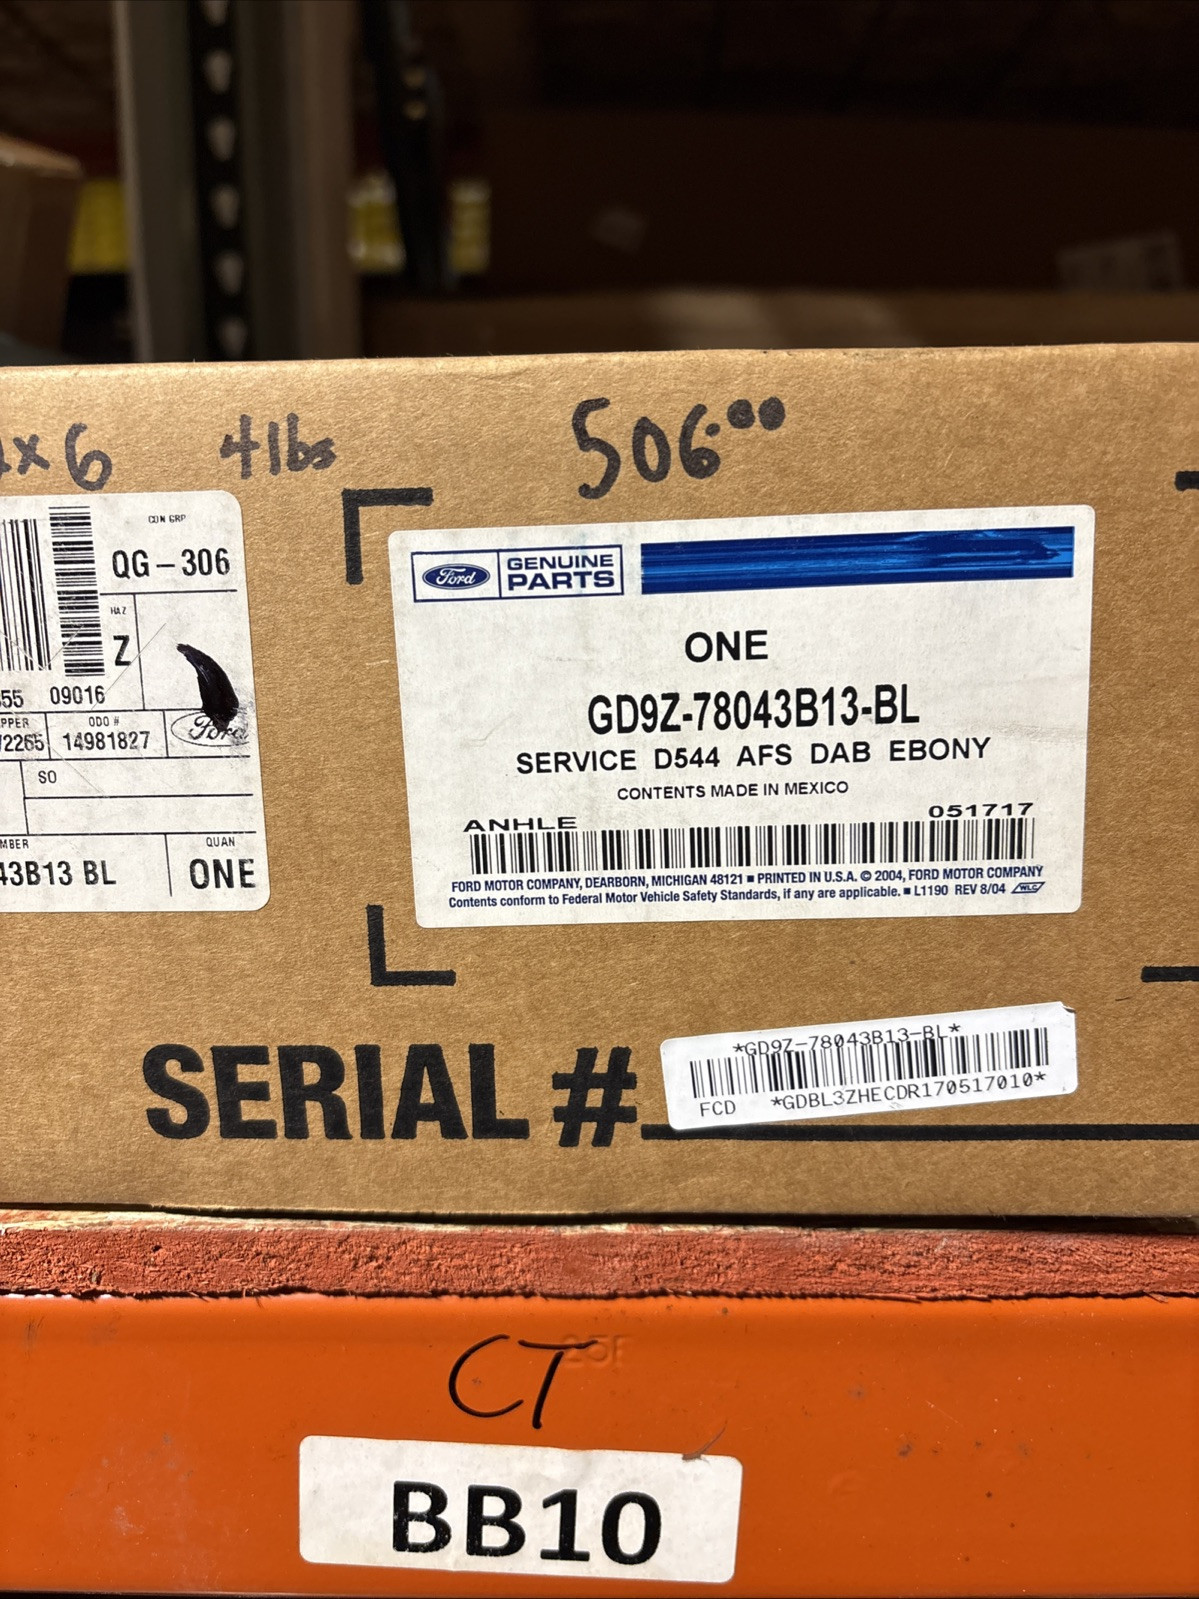 x 6 4lbs 506.00
CON GRP
QG-306
HAZ
Z
55 09016
ODO #
2265 14981827
Ford
SO
QUAN
43B13 BL ONE
Ford GENUINE PARTS
ONE
GD9Z-78043B13-BL
SERVICE D544 AFS DAB EBONY
CONTENTS MADE IN MEXICO
ANHLE 051717
FORD MOTOR COMPANY, DEARBORN, MICHIGAN 48121 ■ PRINTED IN U.S.A. © 2004, FORD MOTOR COMPANY
Contents conform to Federal Motor Vehicle Safety Standards, if any are applicable. ■ L1190 REV 8/04 WLC
SERIAL #
*GD9Z-78043B13-BL*
FCD *GDBL3ZHECDR170517010*
CT
BB10